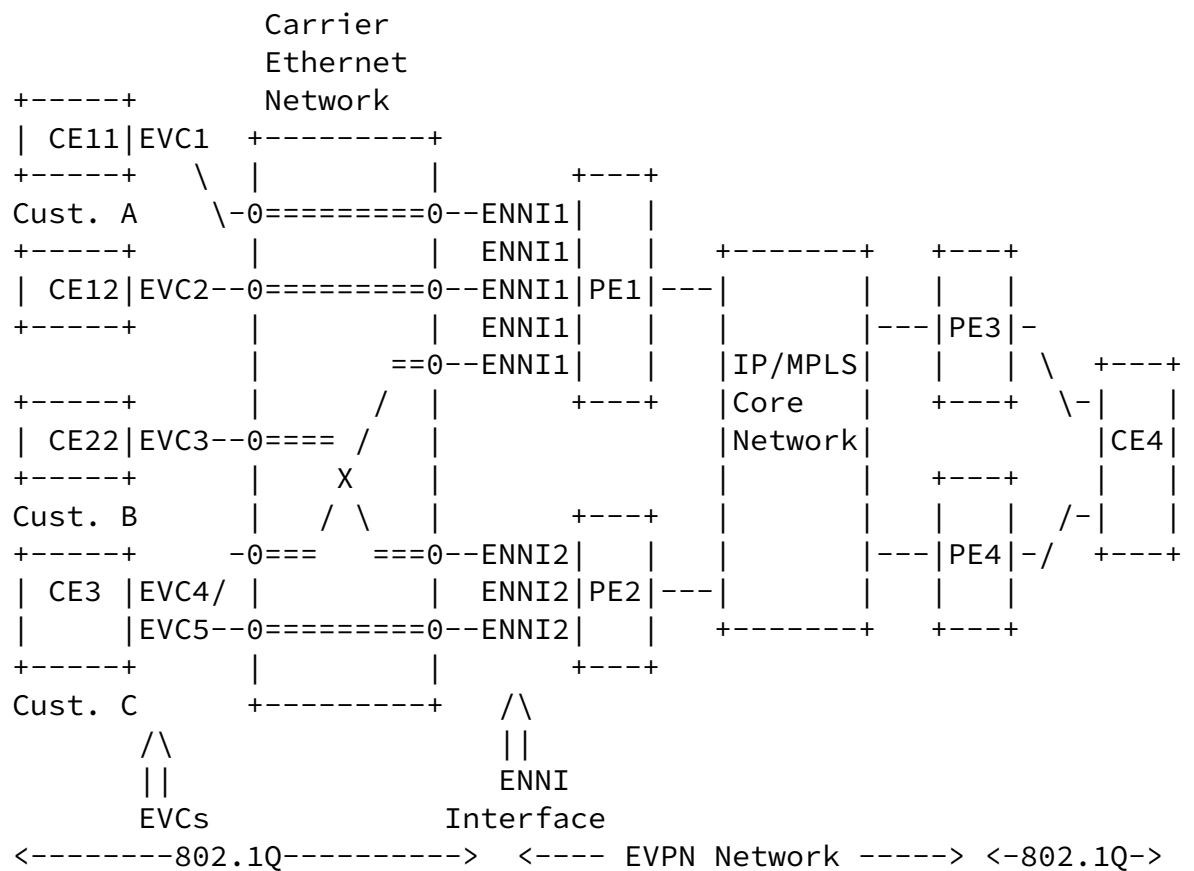 Carrier
Ethernet
+-----+        Network
| CE11|EVC1  +---------+
+-----+   \  |         |       +---+
Cust. A    \-0=========0--ENNI1|   |
+-----+      |         |  ENNI1|   |   +-------+   +---+
| CE12|EVC2--0=========0--ENNI1|PE1|---|       |   |   |
+-----+      |         |  ENNI1|   |   |       |---|PE3|-
             |       ==0--ENNI1|   |   |IP/MPLS|   |   | \  +---+
+-----+      |      /  |       +---+   |Core   |   +---+  \-|   |
| CE22|EVC3--0==== /   |               |Network|            |CE4|
+-----+      |    X    |               |       |   +---+    |   |
Cust. B      |   / \   |       +---+   |       |   |   |  /-|   |
+-----+     -0===   ===0--ENNI2|   |   |       |---|PE4|-/  +---+
| CE3 |EVC4/ |         |  ENNI2|PE2|---|       |   |   |
|     |EVC5--0=========0--ENNI2|   |   +-------+   +---+
+-----+      |         |       +---+
Cust. C      +---------+   /\
       /\                  ||
       ||                 ENNI
       EVCs            Interface
<--------802.1Q---------->  <---- EVPN Network -----> <-802.1Q->